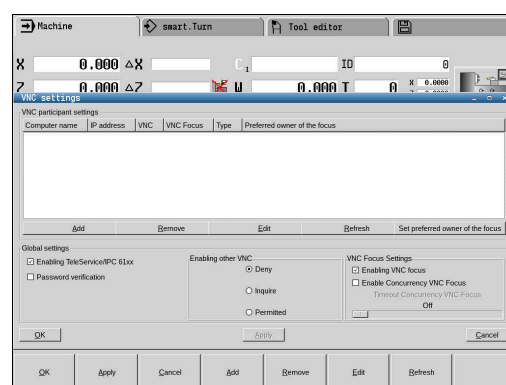 Machine smart.Turn Tool editor
X 0.000 △X C 1 ID 0
Z 0.000 △Z W 0.000 T 0 X 0.0000
VNC settings
VNC participant settings
Computer name IP address VNC VNC Focus Type Preferred owner of the focus
Add Remove Edit Refresh Set preferred owner of the focus
Global settings
Enabling TeleService/IPC 61xx
Password verification
Enabling other VNC
Deny
Inquire
Permitted
VNC Focus Settings
Enabling VNC focus
Enable Concurrency VNC Focus
Timeout Concurrency VNC Focus
Off
OK Apply Cancel
OK Apply Cancel Add Remove Edit Refresh